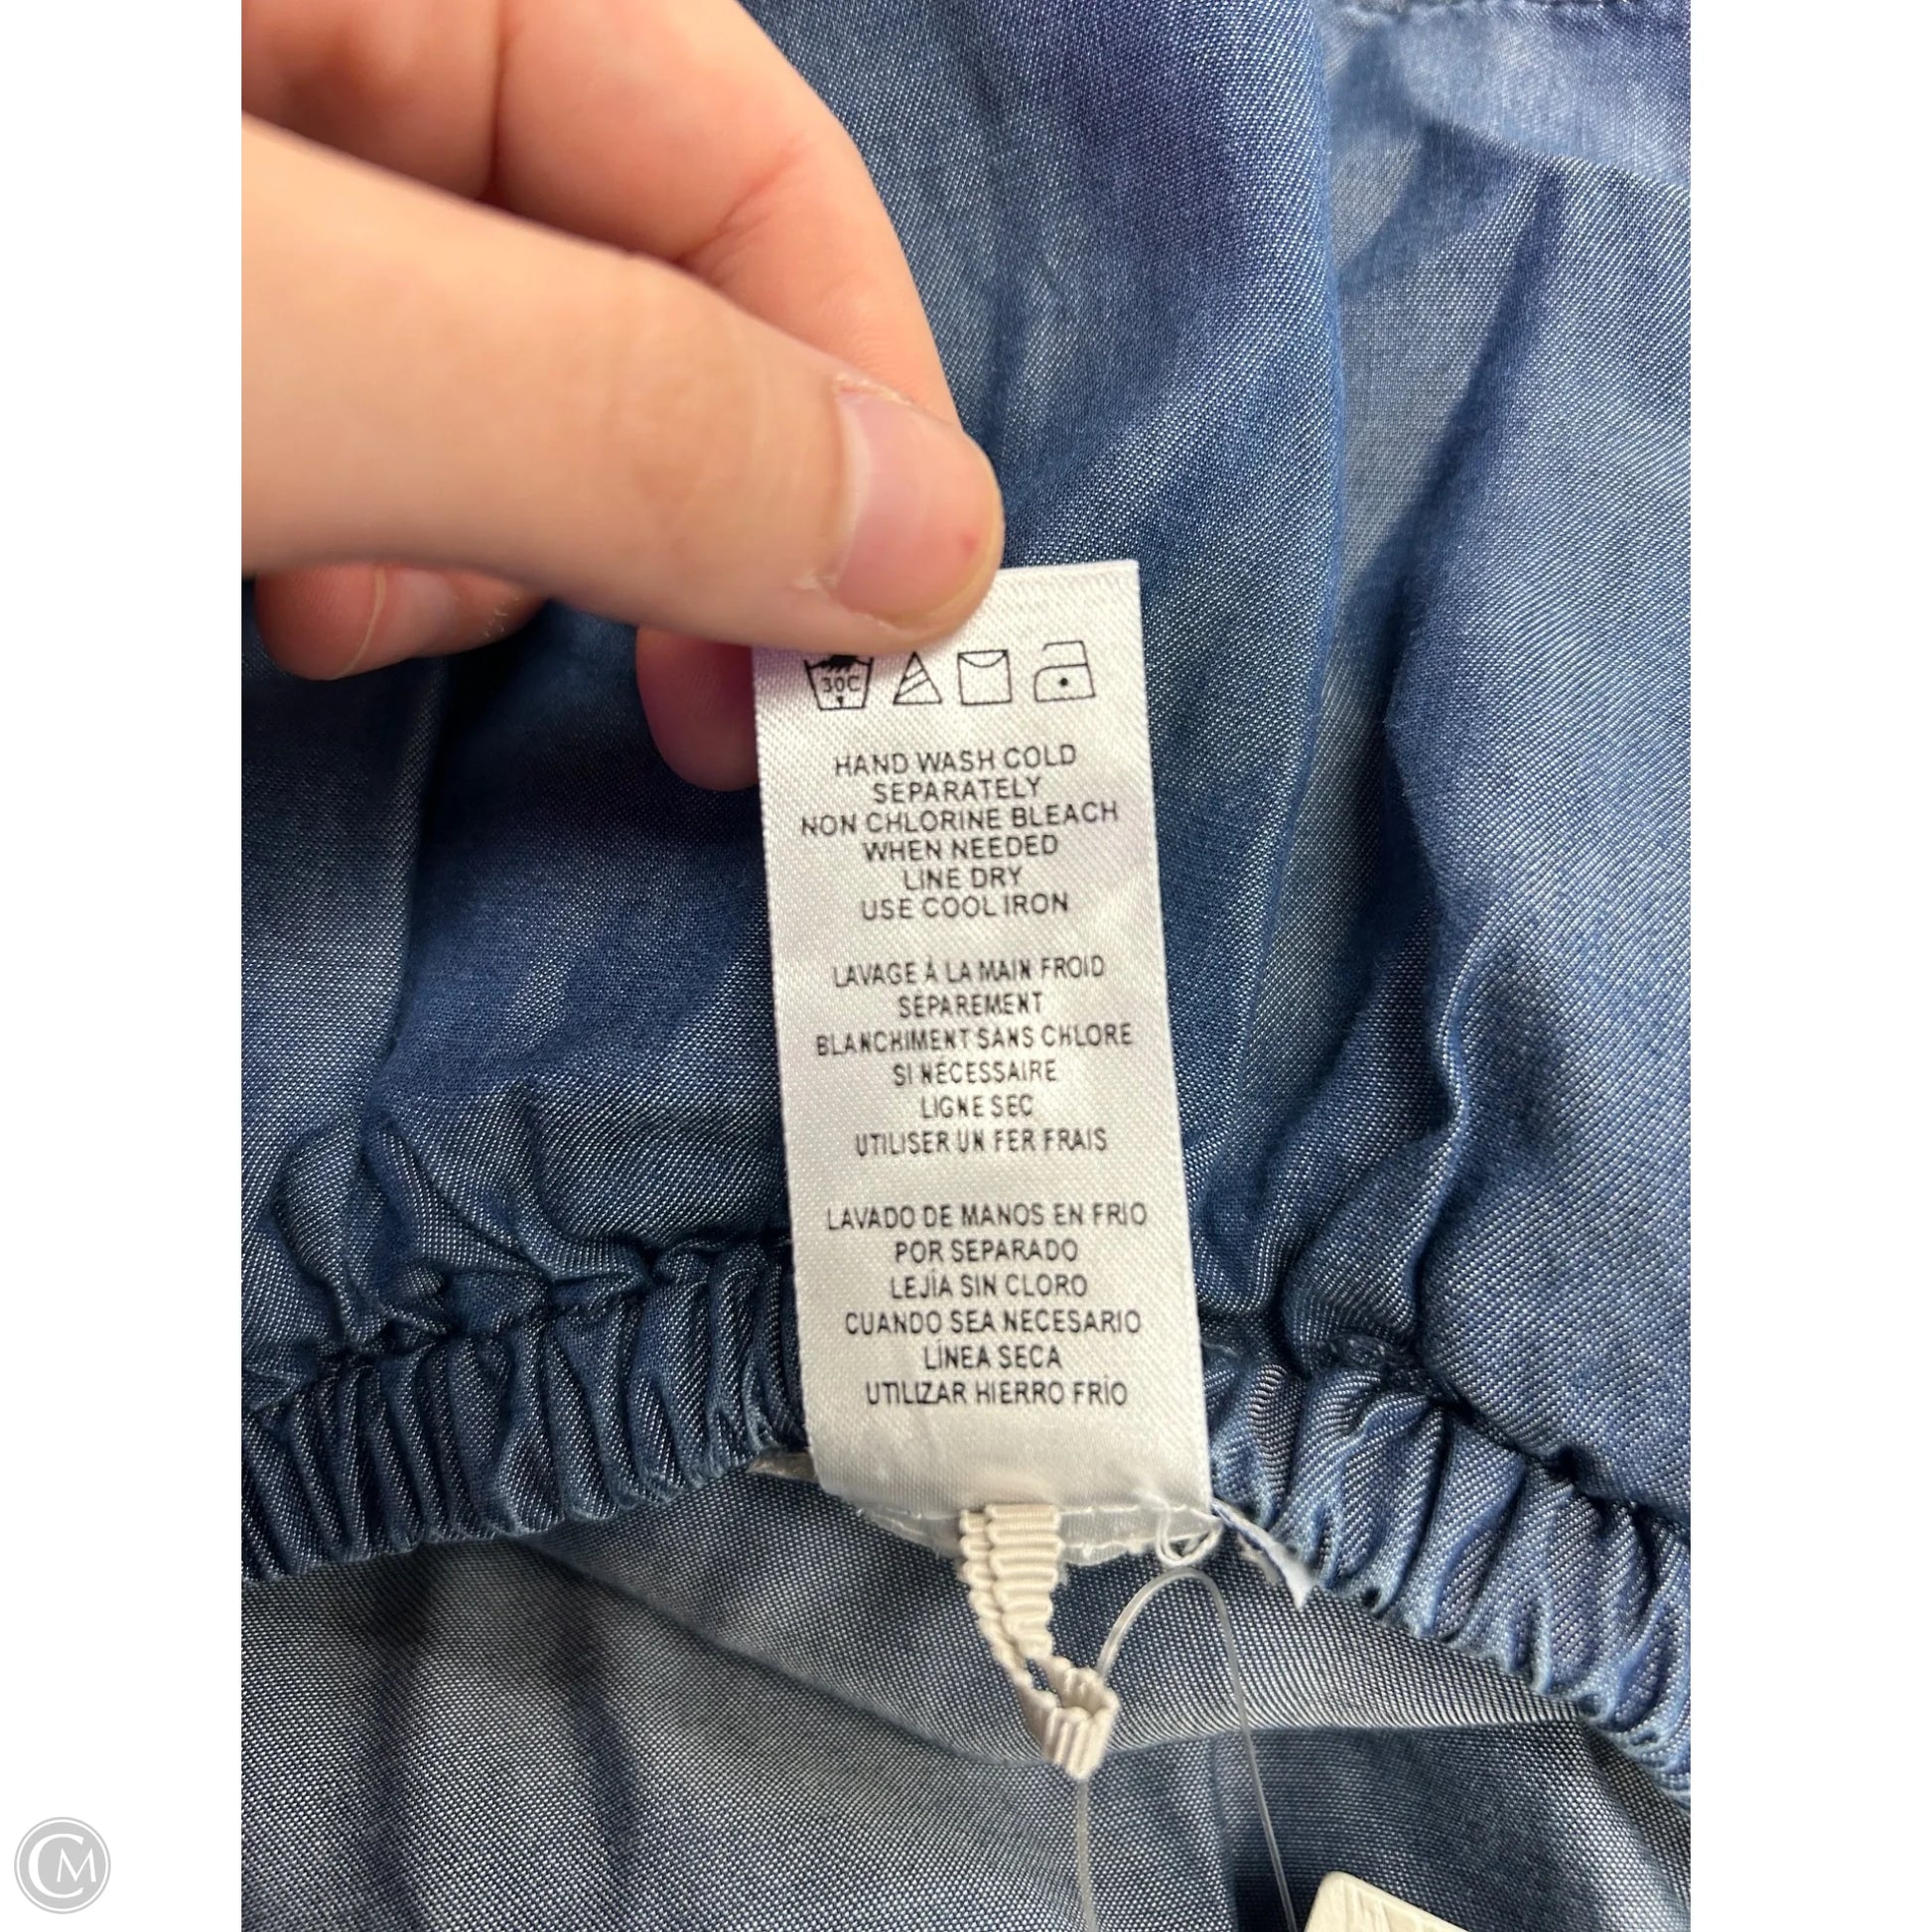 30C
HAND WASH COLD
SEPARATELY
NON CHLORINE BLEACH
WHEN NEEDED
LINE DRY
USE COOL IRON
LAVAGE À LA MAIN FROID
SÉPARÉMENT
BLANCHIMENT SANS CHLORE
SI NÉCESSAIRE
LIGNE SEC
UTILISER UN FER FRAIS
LAVADO DE MANOS EN FRIO
POR SEPARADO
LEJÍA SIN CLORO
CUANDO SEA NECESARIO
LÍNEA SECA
UTILIZAR HIERRO FRÍO
CM